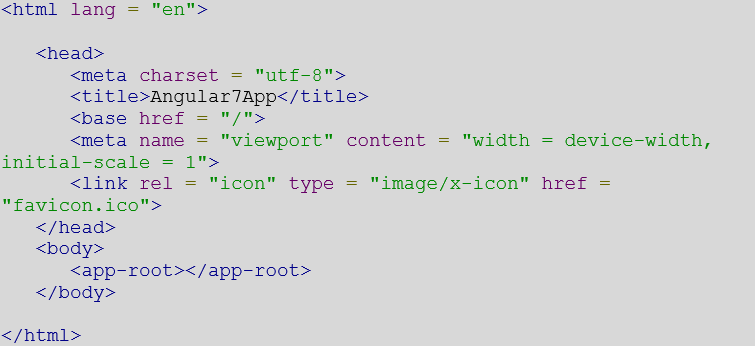 <html lang = "en">
<head>
<meta charset = "utf-8">
<title>Angular7App</title>
<base href = "/">
<meta name = "viewport" content = "width = device-width,
initial-scale = 1">
<link rel = "icon" type = "image/x-icon" href =
"favicon.ico">
</head>
<body>
<app-root></app-root>
</body>
</html>